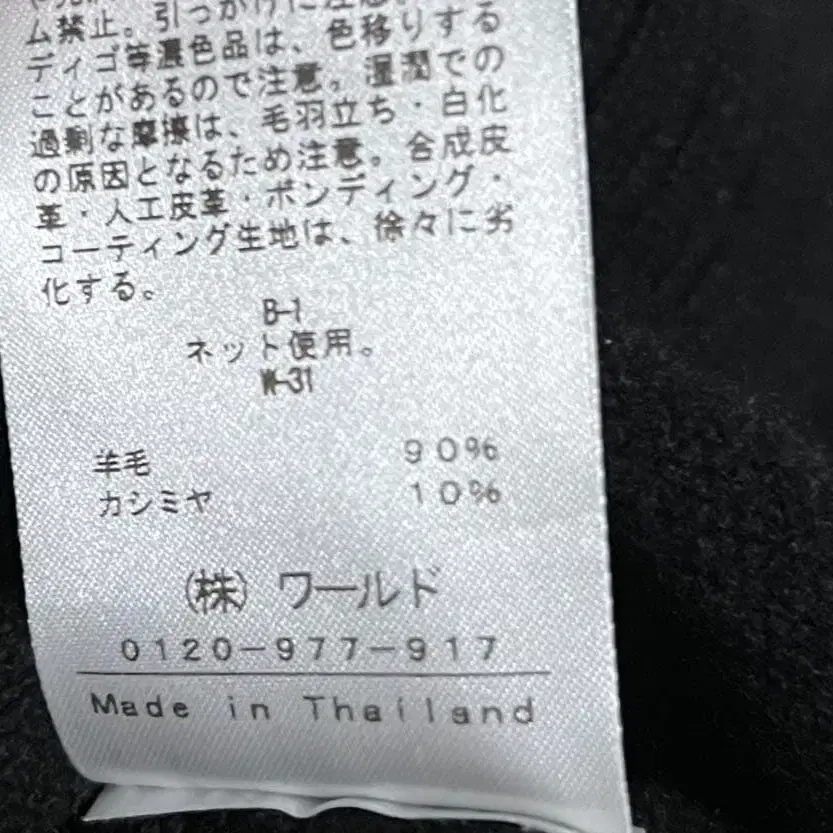 ム禁止。引っかけに注意。
ディゴ等濃色品は、色移りする
ことがあるので注意。湿潤での
過剰な摩擦は、毛羽立ち・白化
の原因となるため注意。合成皮
革・人工皮革・ボンディング・
コーティング生地は、徐々に劣
化する。
B-1
ネット使用。
W-31
羊毛 90%
カシミヤ 10%
(株) ワールド
0120-977-917
Made in Thailand